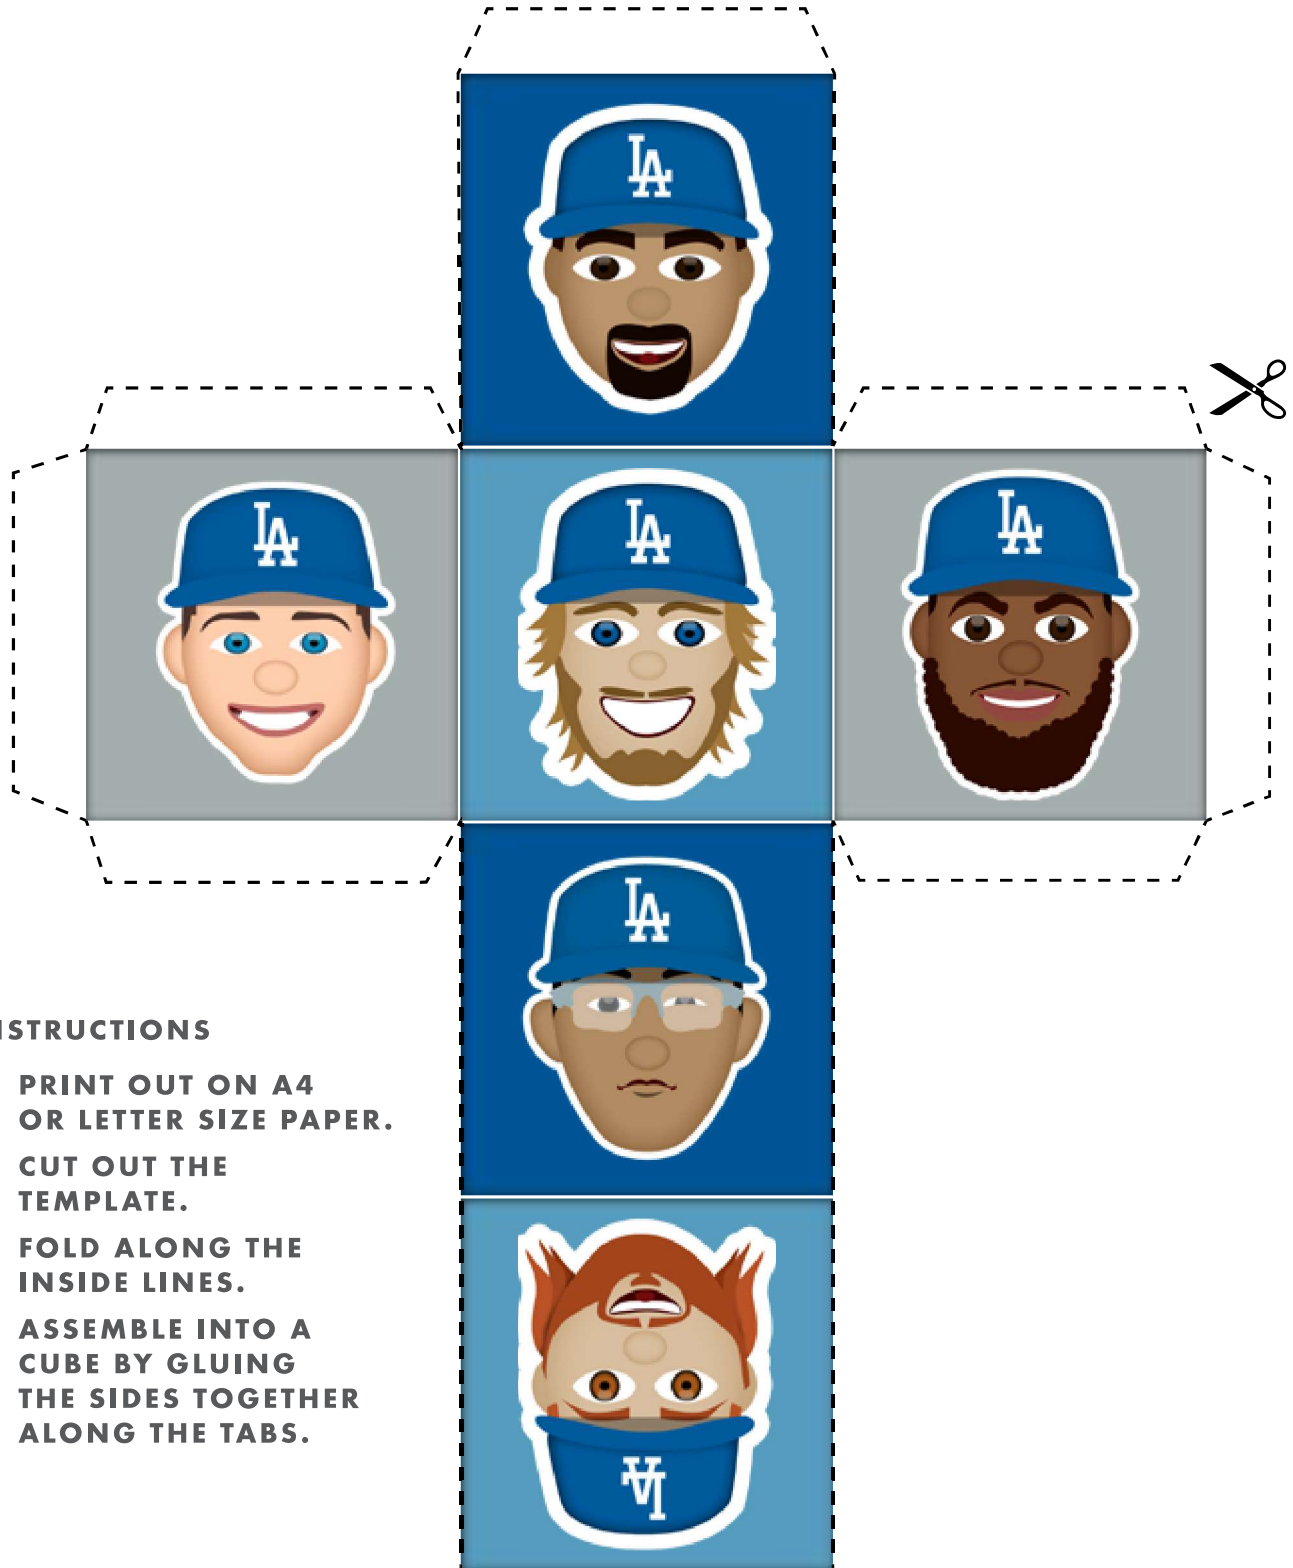 LA
LA
LA
LA
LA
LA
NSTRUCTIONS
PRINT OUT ON A4
OR LETTER SIZE PAPER.
CUT OUT THE
TEMPLATE.
FOLD ALONG THE
INSIDE LINES.
ASSEMBLE INTO A
CUBE BY GLUING
THE SIDES TOGETHER
ALONG THE TABS.